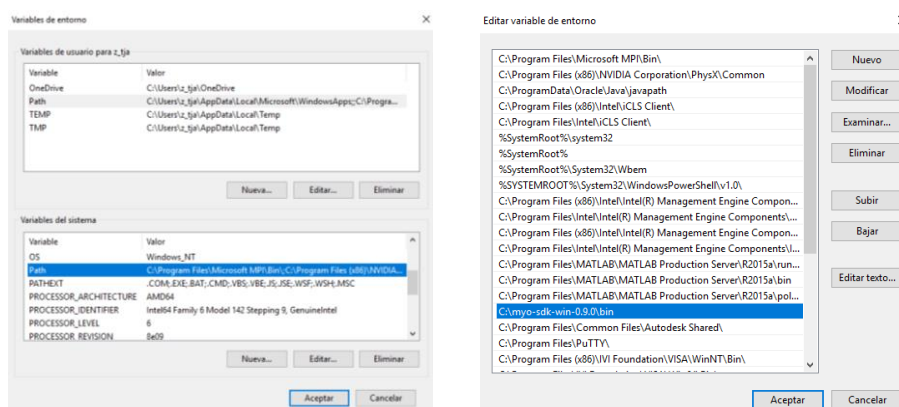 Variables de entorno
Variables de usuario para z_tja
Variable Valor
OneDrive C:\Users\z_tja\OneDrive
Path C:\Users\z_tja\AppData\Local\Microsoft\WindowsApps;;C:\Progra...
TEMP C:\Users\z_tja\AppData\Local\Temp
TMP C:\Users\z_tja\AppData\Local\Temp
Nueva... Editar... Eliminar
Variables del sistema
Variable Valor
OS Windows_NT
Path C:\Program Files\Microsoft MPI\Bin\;C:\Program Files (x86)\NVIDIA...
PATHEXT .COM;.EXE;.BAT;.CMD;.VBS;.VBE;.JS;.JSE;.WSF;.WSH;.MSC
PROCESSOR_ARCHITECTURE AMD64
PROCESSOR_IDENTIFIER Intel64 Family 6 Model 142 Stepping 9, GenuineIntel
PROCESSOR_LEVEL 6
PROCESSOR REVISION 8e09
Nueva... Editar... Eliminar
Aceptar Cancelar
Editar variable de entorno
C:\Program Files\Microsoft MPI\Bin\
C:\Program Files (x86)\NVIDIA Corporation\PhysX\Common
C:\ProgramData\Oracle\Java\javapath
C:\Program Files (x86)\Intel\iCLS Client\
C:\Program Files\Intel\iCLS Client\
%SystemRoot%\system32
%SystemRoot%
%SystemRoot%\System32\Wbem
%SYSTEMROOT%\System32\WindowsPowerShell\v1.0\
C:\Program Files (x86)\Intel\Intel(R) Management Engine Compon...
C:\Program Files\Intel\Intel(R) Management Engine Components\...
C:\Program Files (x86)\Intel\Intel(R) Management Engine Compon...
C:\Program Files\Intel\Intel(R) Management Engine Components\I...
C:\Program Files\MATLAB\MATLAB Production Server\R2015a\run...
C:\Program Files\MATLAB\MATLAB Production Server\R2015a\bin
C:\Program Files\MATLAB\MATLAB Production Server\R2015a\pol...
C:\myo-sdk-win-0.9.0\bin
C:\Program Files\Common Files\Autodesk Shared\
C:\Program Files\PuTTY\
C:\Program Files (x86)\IVI Foundation\VISA\WinNT\Bin\
Nuevo
Modificar
Examinar...
Eliminar
Subir
Bajar
Editar texto...
Aceptar Cancelar